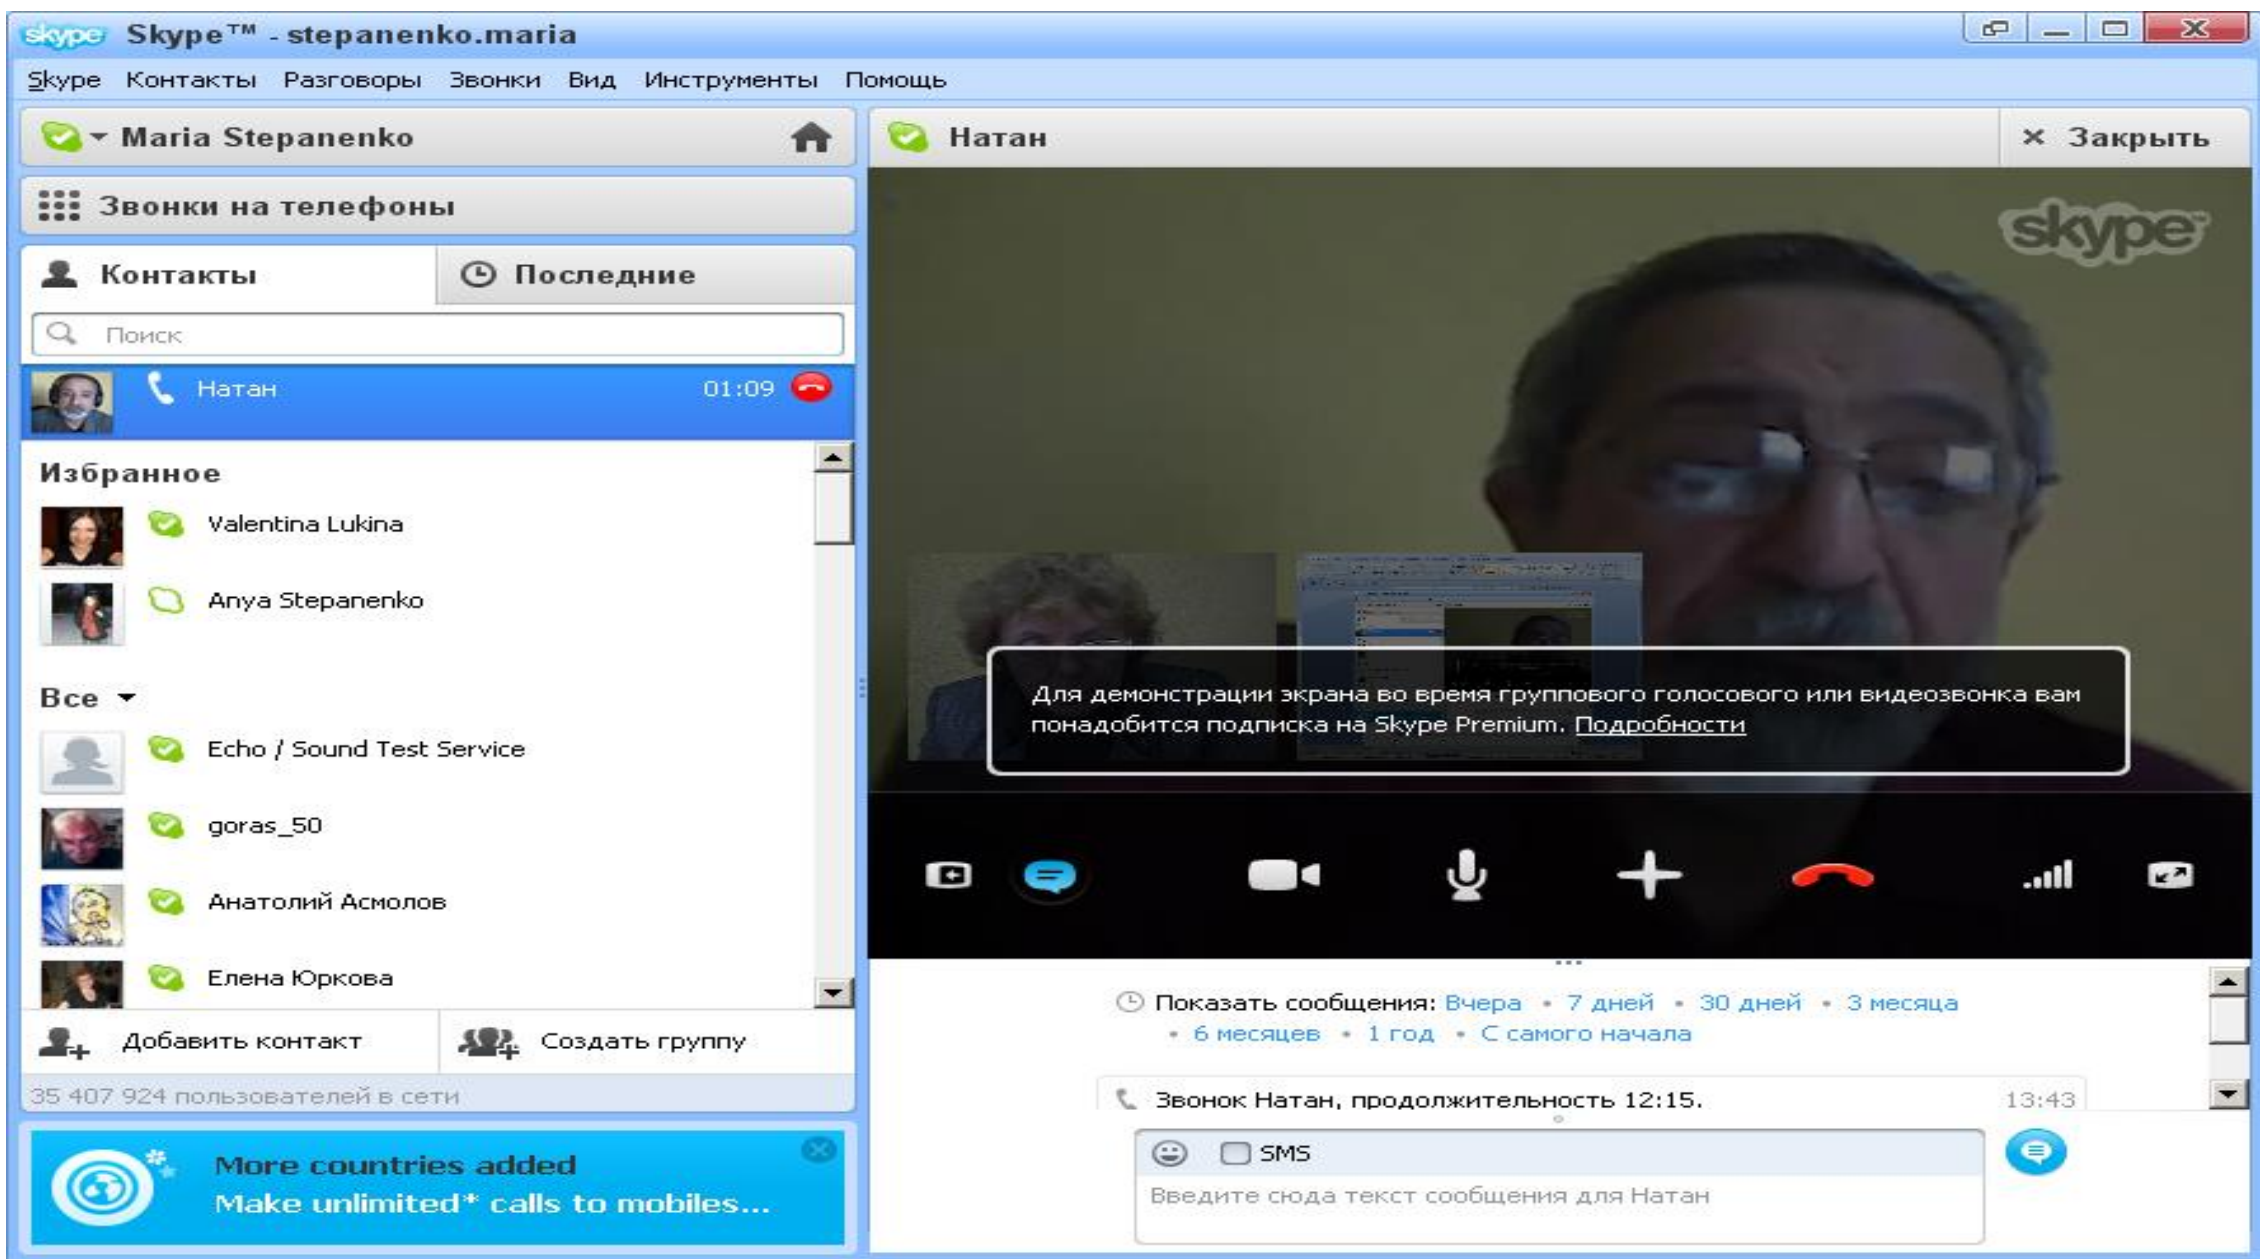 skype Skype™ - stepanenko.maria
Skype Контакты Разговоры Звонки Вид Инструменты Помощь
Maria Stepanenko
Звонки на телефоны
Контакты
Последние
Поиск
Натан 01:09
Избранное
Valentina Lukina
Anya Stepanenko
Все
Echo / Sound Test Service
goras_50
Анатолий Асмолов
Елена Юркова
Добавить контакт
Создать группу
35 407 924 пользователей в сети
More countries added
Make unlimited* calls to mobiles...
Натан
× Закрыть
skype™
Для демонстрации экрана во время группового голосового или видеозвонка вам
понадобится подписка на Skype Premium. Подробности
Показать сообщения: Вчера • 7 дней • 30 дней • 3 месяца
• 6 месяцев • 1 год • С самого начала
Звонок Натан, продолжительность 12:15. 13:43
SMS
Введите сюда текст сообщения для Натан